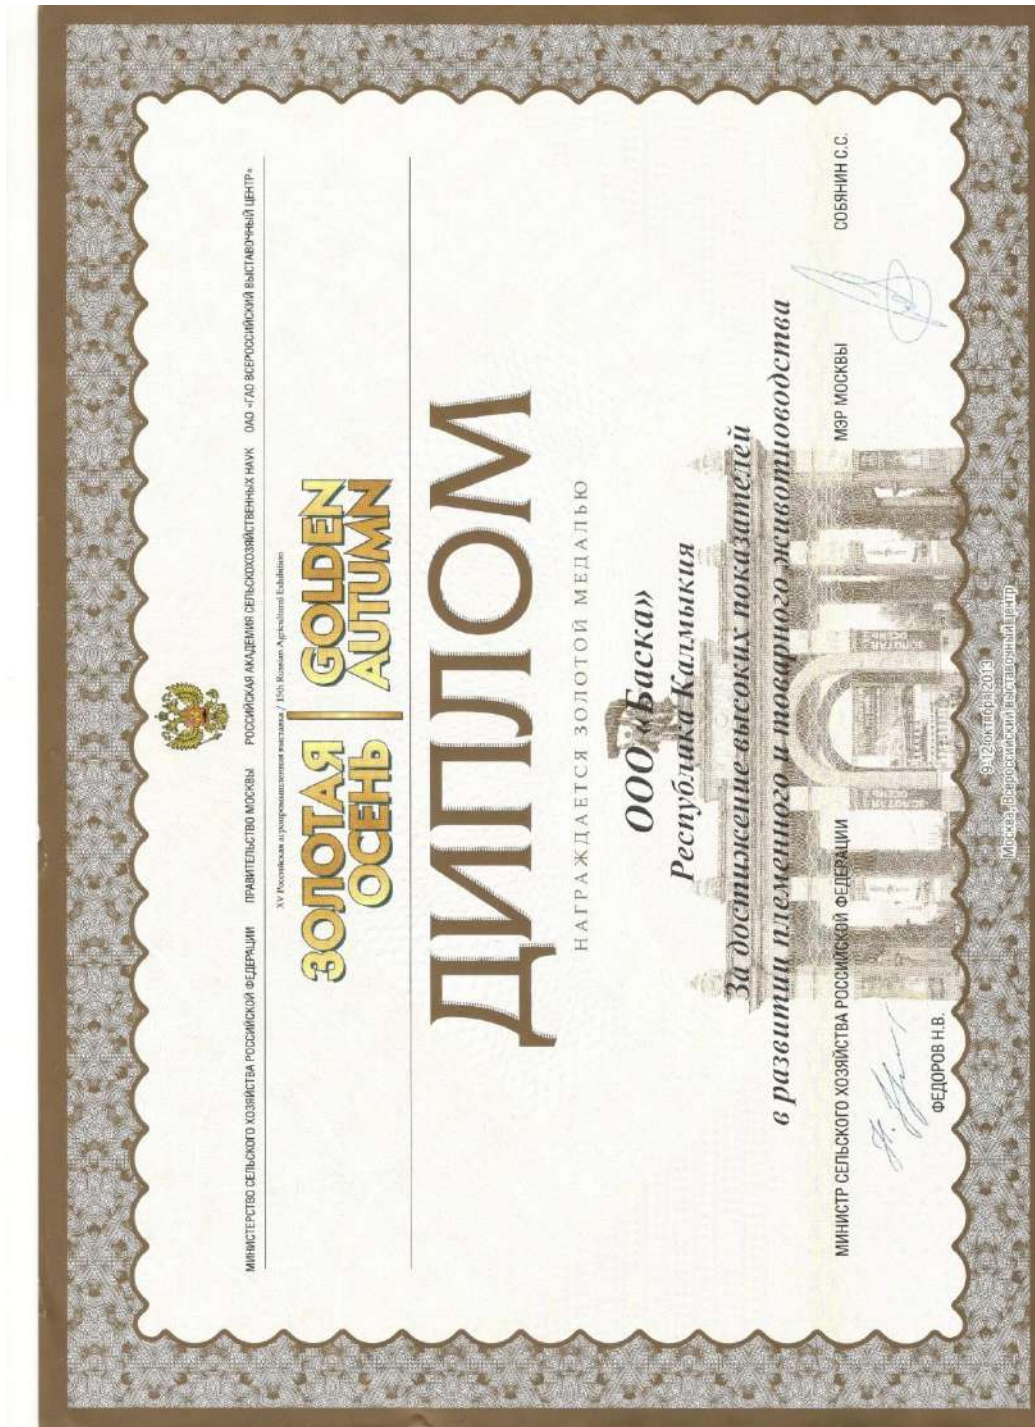 МИНИСТЕРСТВО СЕЛЬСКОГО ХОЗЯЙСТВА РОССИЙСКОЙ ФЕДЕРАЦИИ ПРАВИТЕЛЬСТВО МОСКВЫ РОССИЙСКАЯ АКАДЕМИЯ СЕЛЬСКОХОЗЯЙСТВЕННЫХ НАУК ОАО «ГАО ВСЕРОССИЙСКИЙ ВЫСТАВОЧНЫЙ ЦЕНТР»
XV Российская агропромышленная выставка / 15th Russian Agricultural Exhibition
ЗОЛОТАЯ ОСЕНЬ
GOLDEN AUTUMN
ДИПЛОМ
НАГРАЖДАЕТСЯ ЗОЛОТОЙ МЕДАЛЬЮ
ООО «Баска»
Республика Калмыкия
За достижение высоких показателей
в развитии племенного и товарного животноводства
МИНИСТР СЕЛЬСКОГО ХОЗЯЙСТВА РОССИЙСКОЙ ФЕДЕРАЦИИ
ФЕДОРОВ Н.В.
МЭР МОСКВЫ
СОБЯНИН С.С.
9-12 октября 2013
Москва, Всероссийский выставочный центр